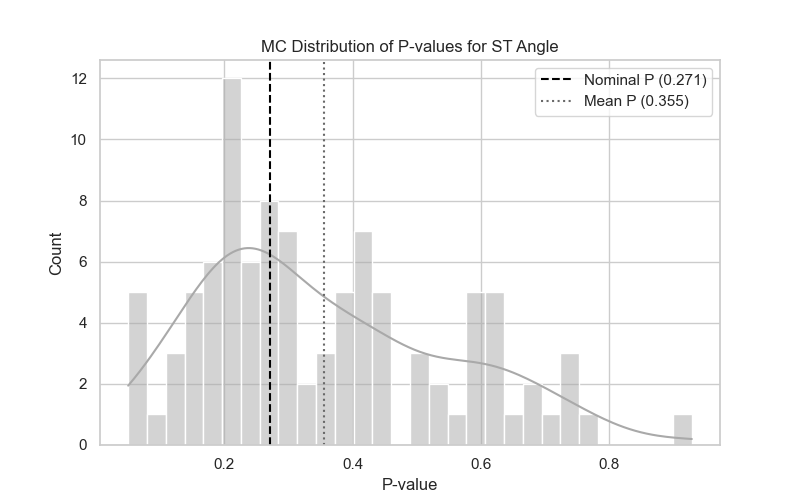 MC Distribution of P-values for ST Angle
Nominal P (0.271)
Mean P (0.355)
12
10
8
6
4
2
0
Count
0.2 0.4 0.6 0.8
P-value